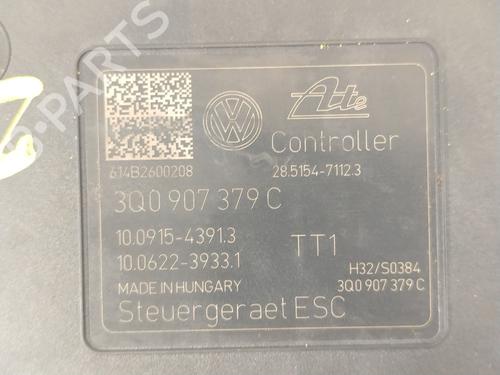 Ate
Controller
614B2600208
28.5154-7112.3
3Q0 907 379 C
10.0915-4391.3
10.0622-3933.1
TT1
H32/S0384
MADE IN HUNGARY
3Q0 907 379 C
Steuergeraet ESC
S-PARTS